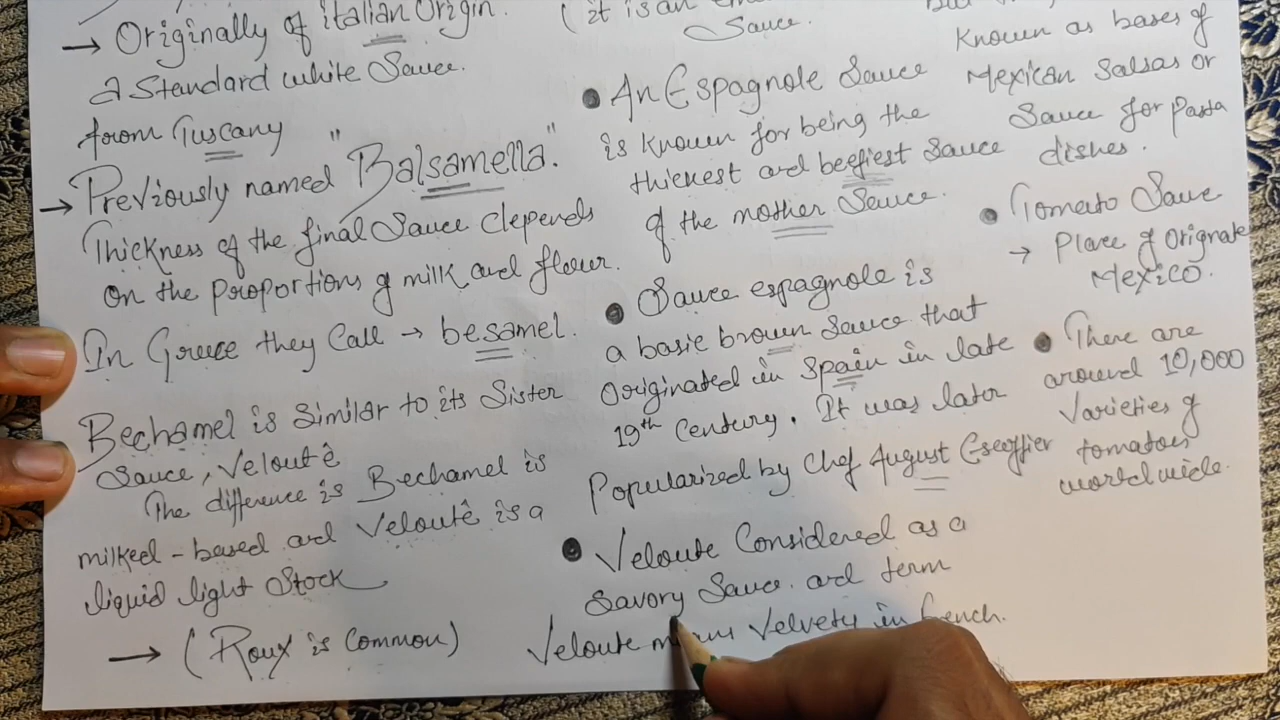 → Originally of italian Origin.
a Standard white Sauce.
from Tuscany
→ Previously named "Balsamella."
Thickness of the final Sauce depends
on the proportions of milk and flour.
In Greece they Call → besamel.
Bechamel is Similar to its Sister
Sauce, Veloutê
The difference is Bechamel is
milked-based and Veloutê is a
liquid light Stock
→ (Roux is Common)
(it is an
Sauce.
• An Espagnole Sauce
is known for being the
thickest and beefiest Sauce
of the mother Sauce.
• Sauce espagnole is
a basic brown Sauce that
Originated in Spain in late
19th Century. It was later
Popularized by Chef August Escoffier
• Veloute Considered as a
Savory Sauce. and term
Veloute means Velvety in French.
Known as bases of
Mexican Salsas or
Sauce for Pasta
dishes.
• Tomato Sauce
→ Place of Orignate
Mexico.
• There are
around 10,000
Varieties of
tomatoes
worldwide.